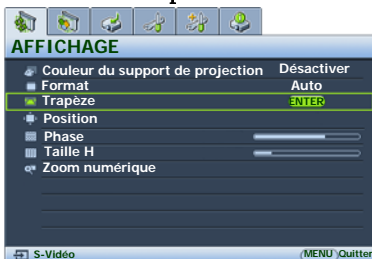 AFFICHAGE
Couleur du support de projection Désactiver
Format Auto
Trapèze ENTER
Position
Phase
Taille H
Zoom numérique
S-Vidéo MENU Quitter